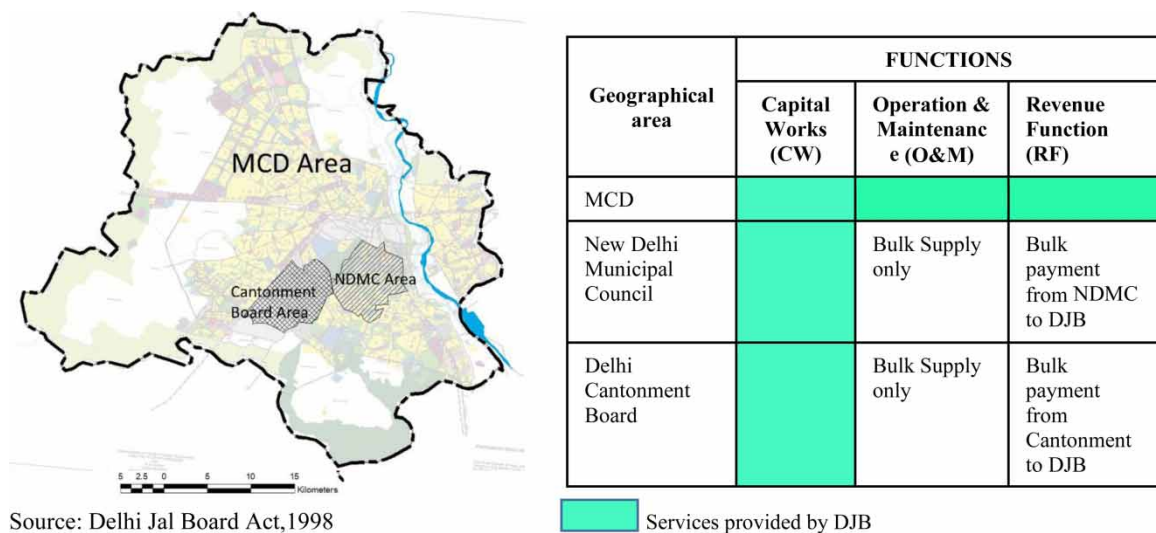 MCD Area
NDMC Area
Cantonment
Board Area
5 2.5 0 5 10 15
Kilometers
Source: Delhi Jal Board Act,1998
Geographical
area
FUNCTIONS
Capital
Works
(CW)
Operation &
Maintenanc
e (O&M)
Revenue
Function
(RF)
MCD
New Delhi
Municipal
Council
Bulk Supply
only
Bulk
payment
from NDMC
to DJB
Delhi
Cantonment
Board
Bulk Supply
only
Bulk
payment
from
Cantonment
to DJB
Services provided by DJB